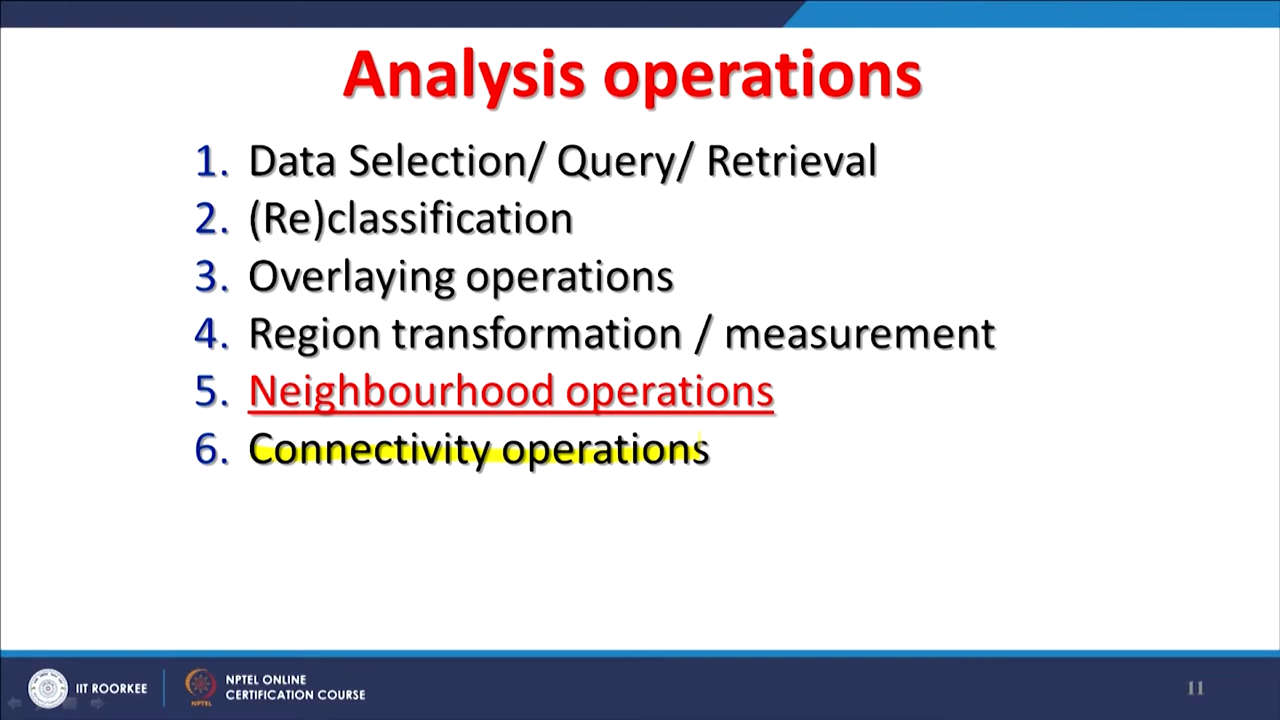 Analysis operations
1. Data Selection/ Query/ Retrieval
2. (Re)classification
3. Overlaying operations
4. Region transformation / measurement
5. Neighbourhood operations
6. Connectivity operations
IIT ROORKEE
NPTEL ONLINE
CERTIFICATION COURSE
NPTEL
11